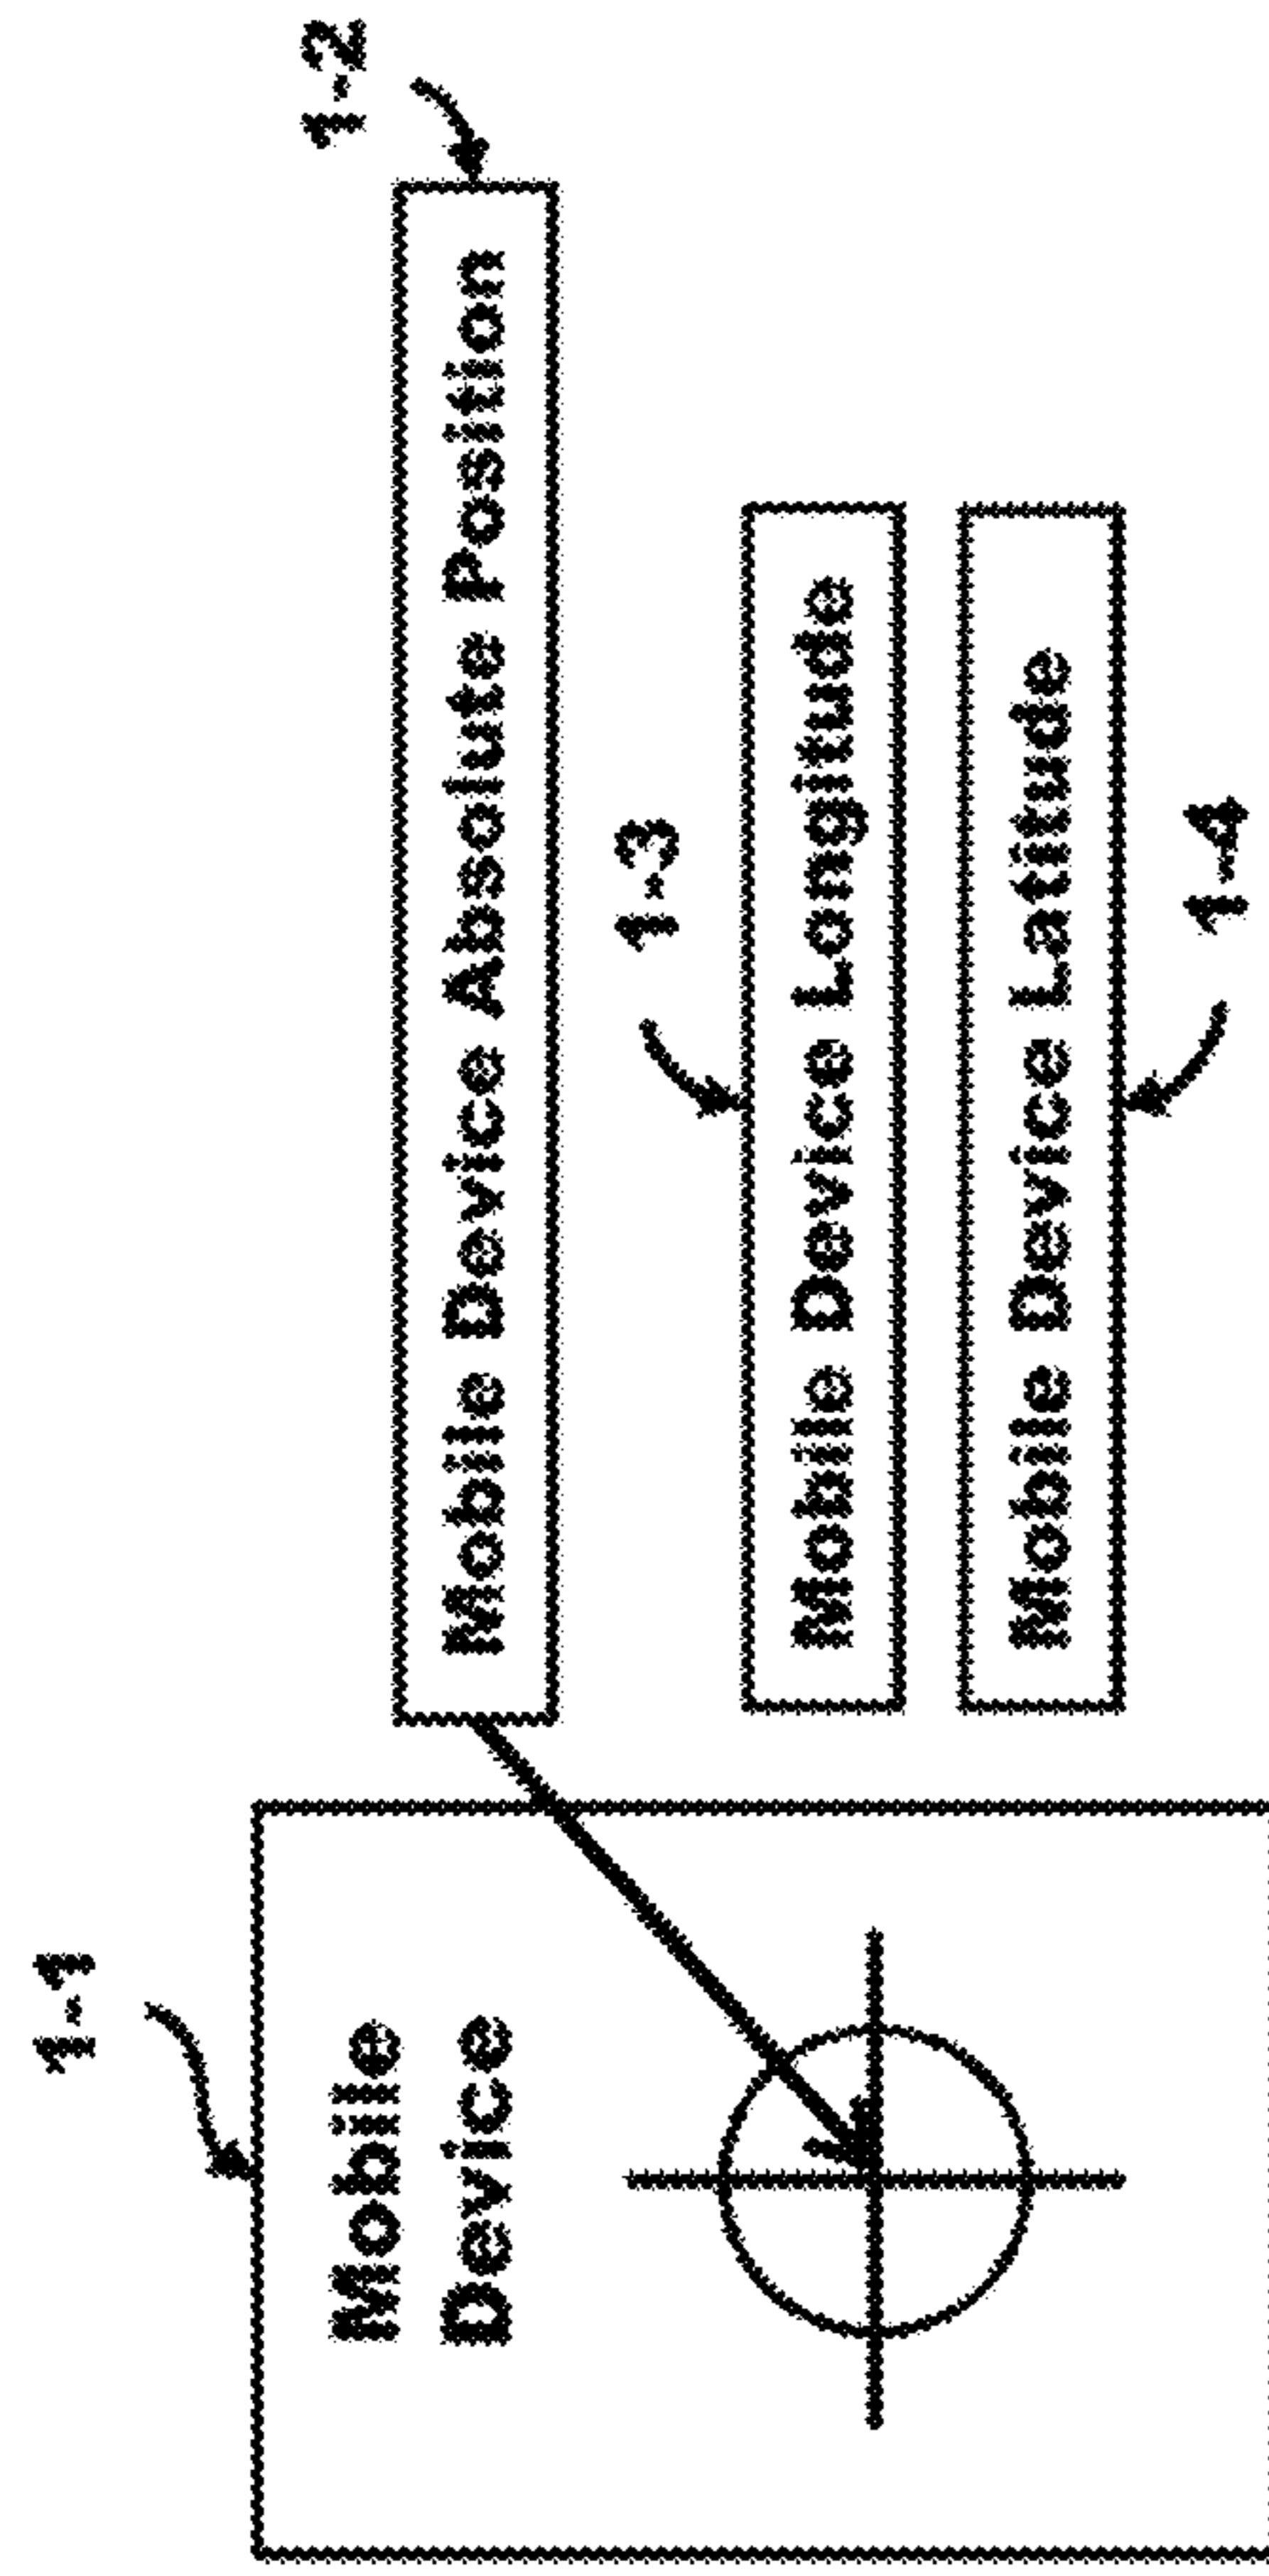 1-1
Mobile
Device
1-2
Mobile Device Absolute Position
1-3
Mobile Device Longitude
Mobile Device Latitude
1-4